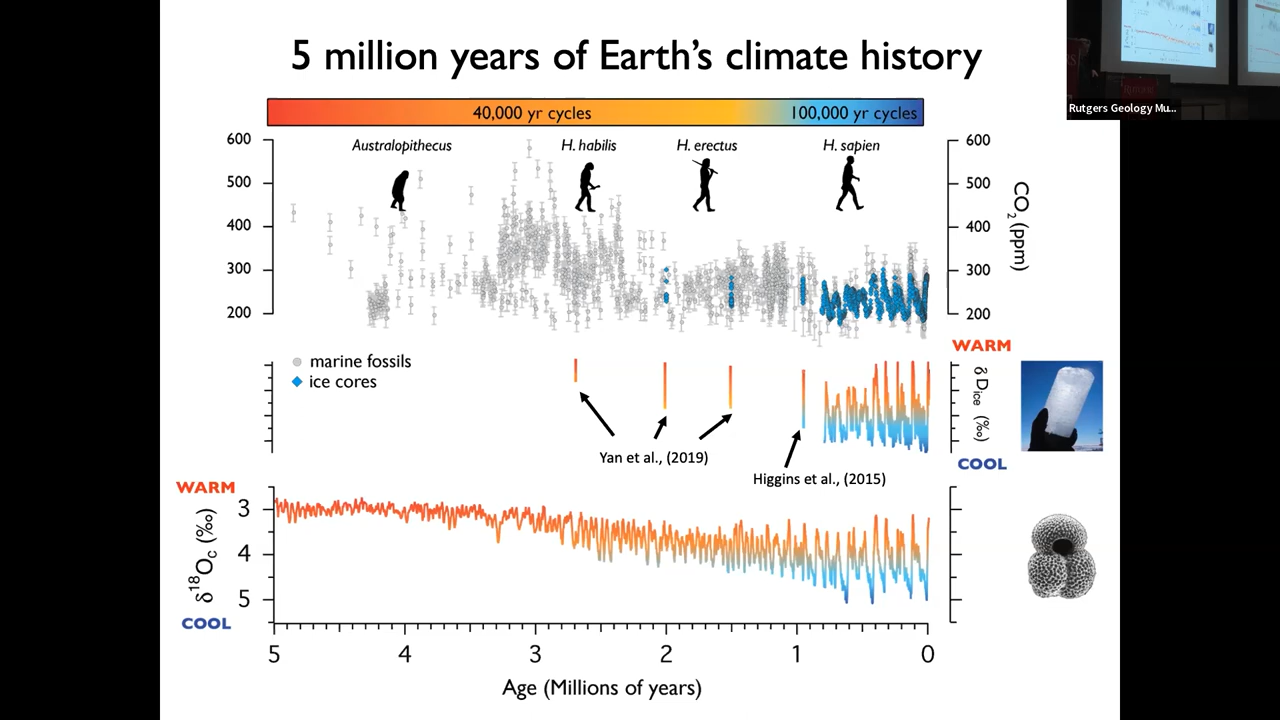 5 million years of Earth's climate history
Rutgers Geology Mu...
40,000 yr cycles
100,000 yr cycles
Australopithecus
H. habilis
H. erectus
H. sapien
600
500
400
300
200
600
500
400
300
200
CO2 (ppm)
marine fossils
ice cores
WARM
δDice (‰)
COOL
Yan et al., (2019)
Higgins et al., (2015)
WARM
3
4
5
δ18Oc (‰)
COOL
5 4 3 2 1 0
Age (Millions of years)